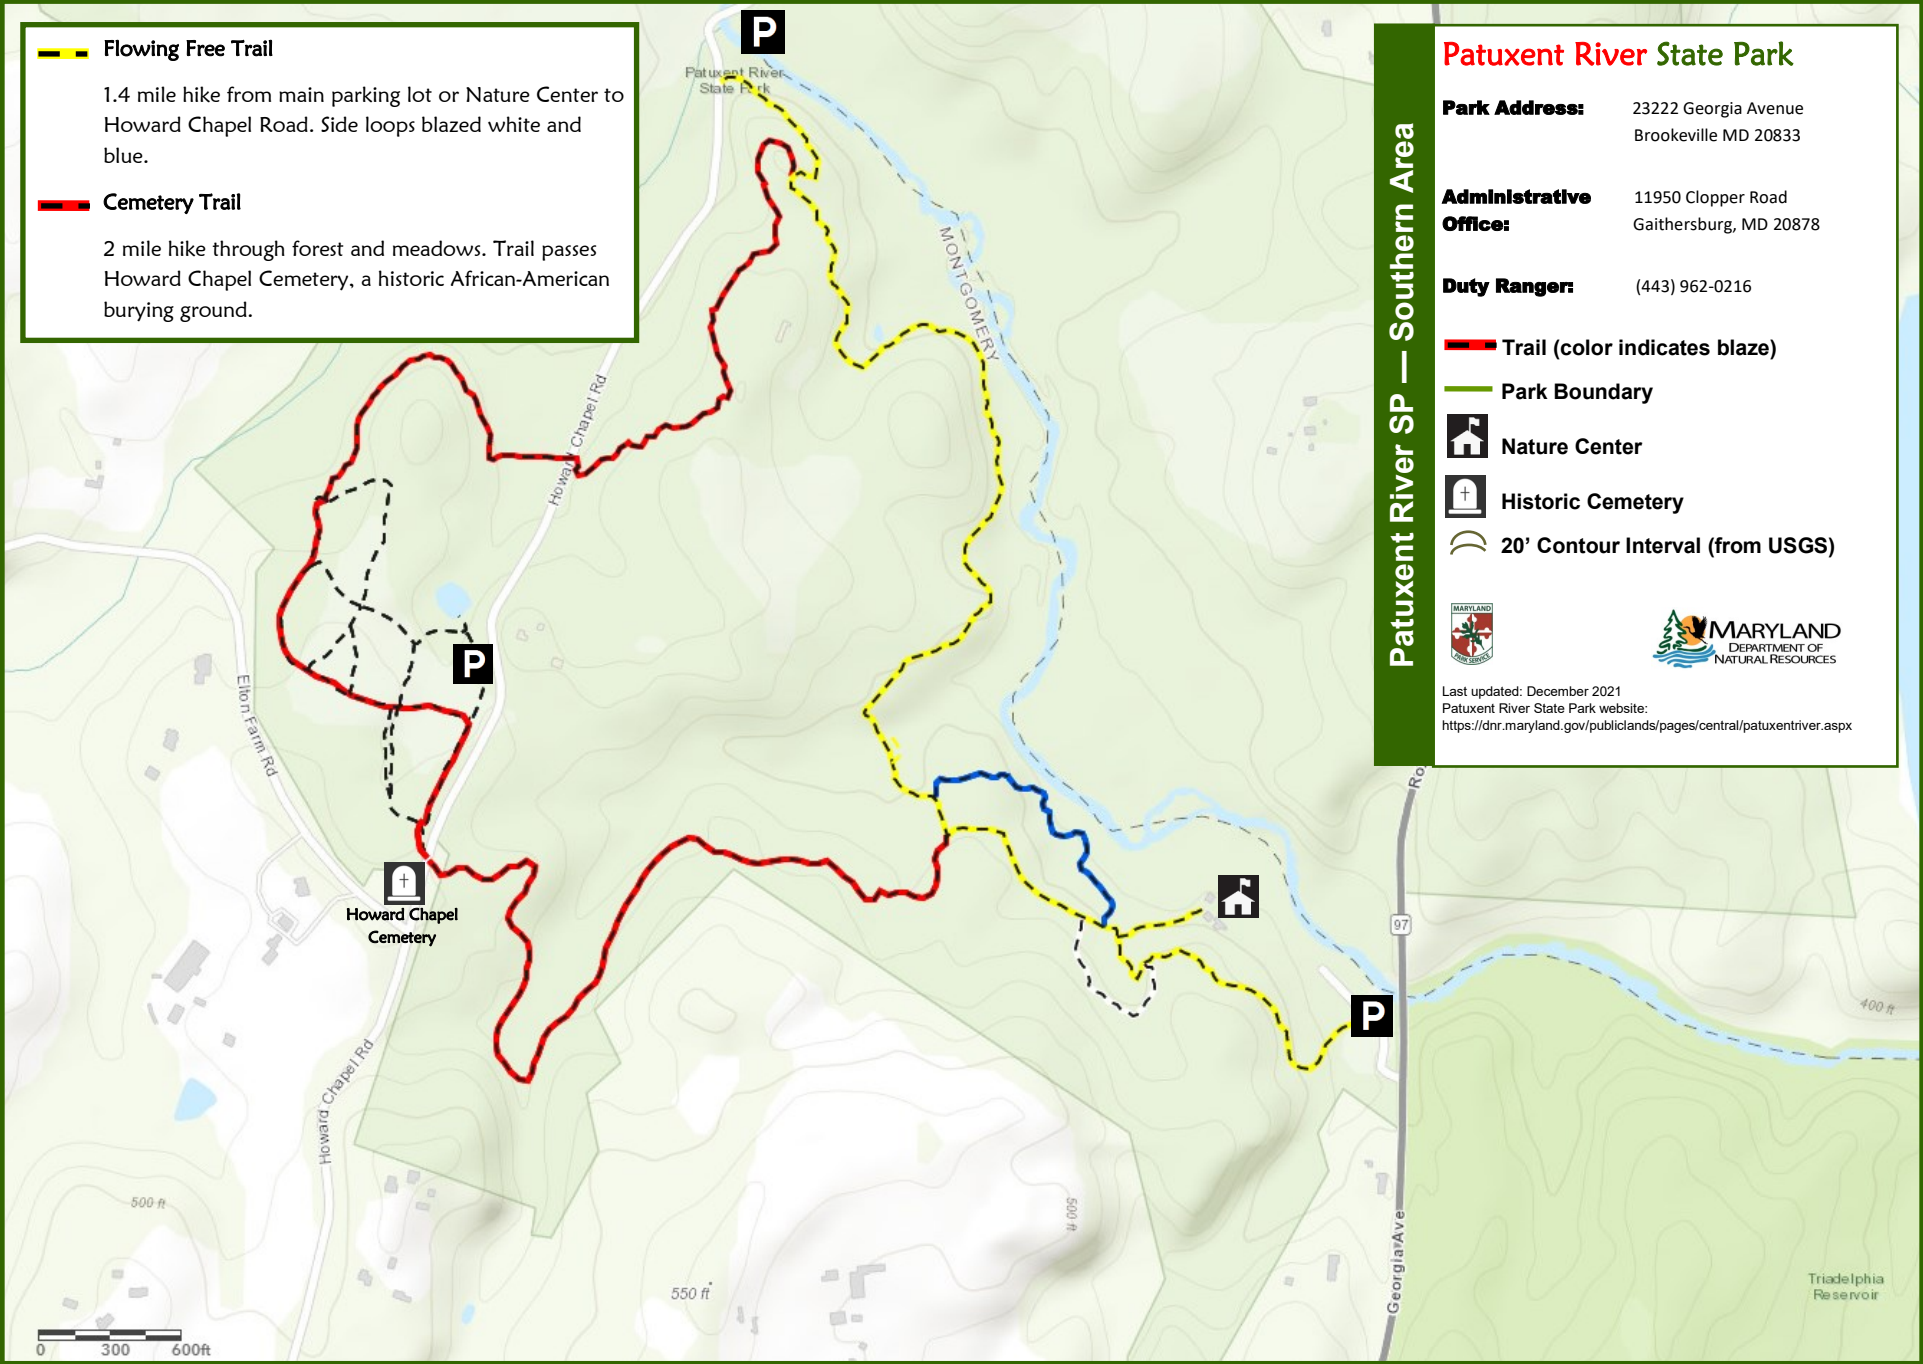 Flowing Free Trail
1.4 mile hike from main parking lot or Nature Center to
Howard Chapel Road. Side loops blazed white and
blue.
Cemetery Trail
2 mile hike through forest and meadows. Trail passes
Howard Chapel Cemetery, a historic African-American
burying ground.
P
Patuxent River
State Park
MONTGOMERY
Howard Chapel Rd
P
Elton Farm Rd
Howard Chapel
Cemetery
Howard Chapel Rd
97
P
400 ft
500 ft
500 ft
550 ft
Georgia Ave
Triadelphia
Reservoir
0 300 600ft
Patuxent River SP — Southern Area
Patuxent River State Park
Park Address: 23222 Georgia Avenue
Brookeville MD 20833
Administrative 11950 Clopper Road
Office: Gaithersburg, MD 20878
Duty Ranger: (443) 962-0216
Trail (color indicates blaze)
Park Boundary
Nature Center
Historic Cemetery
20’ Contour Interval (from USGS)
MARYLAND
PARK SERVICE
MARYLAND
DEPARTMENT OF
NATURAL RESOURCES
Last updated: December 2021
Patuxent River State Park website:
https://dnr.maryland.gov/publiclands/pages/central/patuxentriver.aspx
Ro